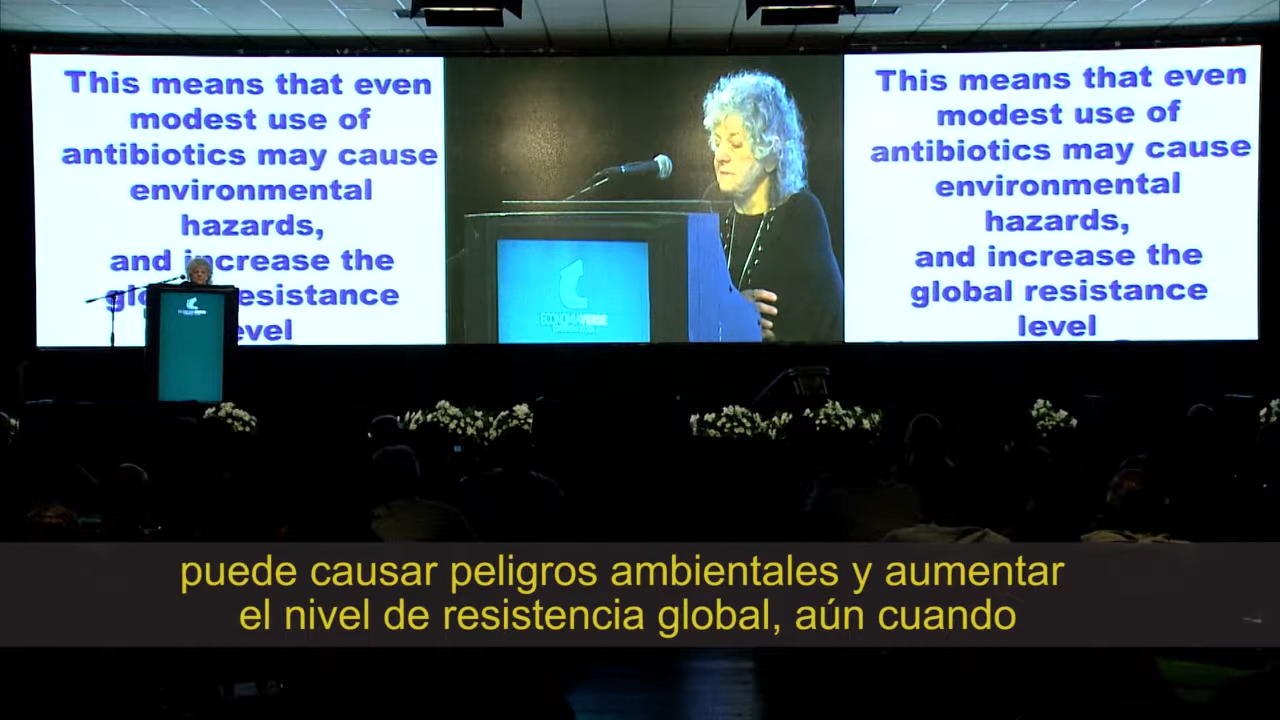 This means that even
modest use of
antibiotics may cause
environmental
hazards,
and increase the
resistance
level
ECONOMIAVERDE
This means that even
modest use of
antibiotics may cause
environmental
hazards,
and increase the
global resistance
level
puede causar peligros ambientales y aumentar
el nivel de resistencia global, aún cuando